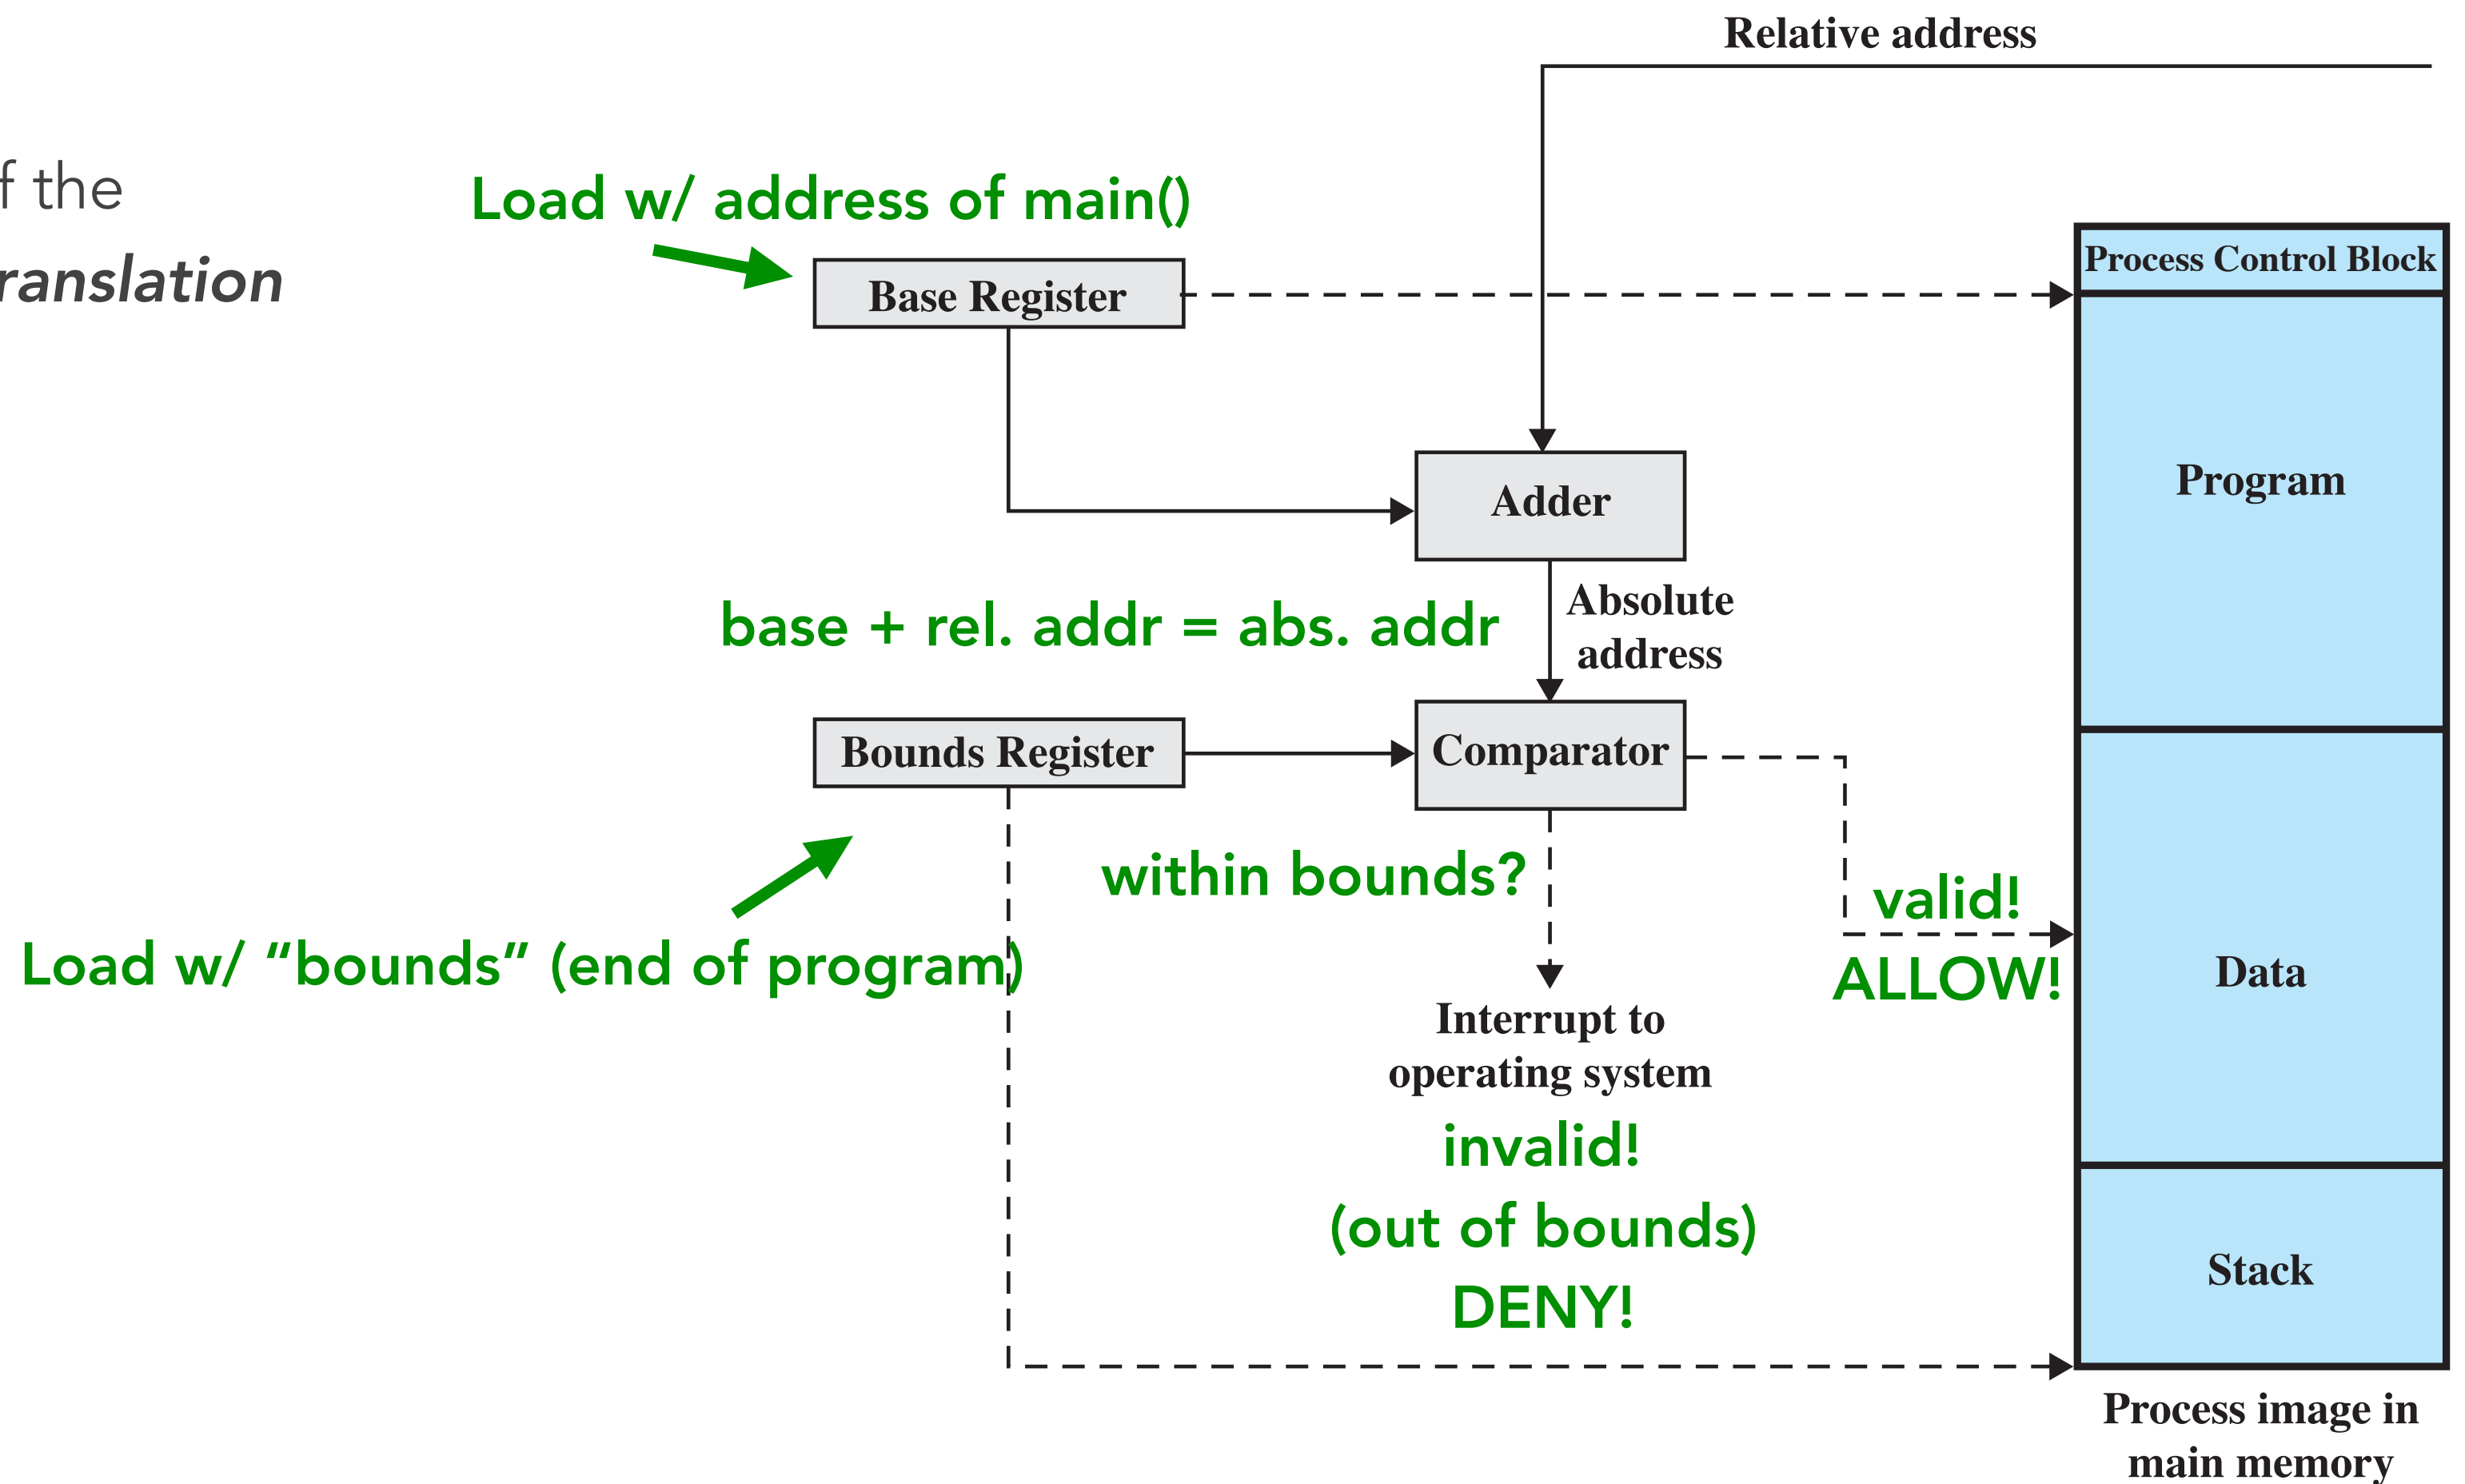 Relative address
f the
ranslation
Load w/ address of main()
Base Register
Process Control Block
Program
Adder
base + rel. addr = abs. addr
Absolute
address
Bounds Register
Comparator
within bounds?
valid!
ALLOW!
Load w/ “bounds” (end of program)
Data
Interrupt to
operating system
invalid!
(out of bounds)
DENY!
Stack
Process image in
main memory